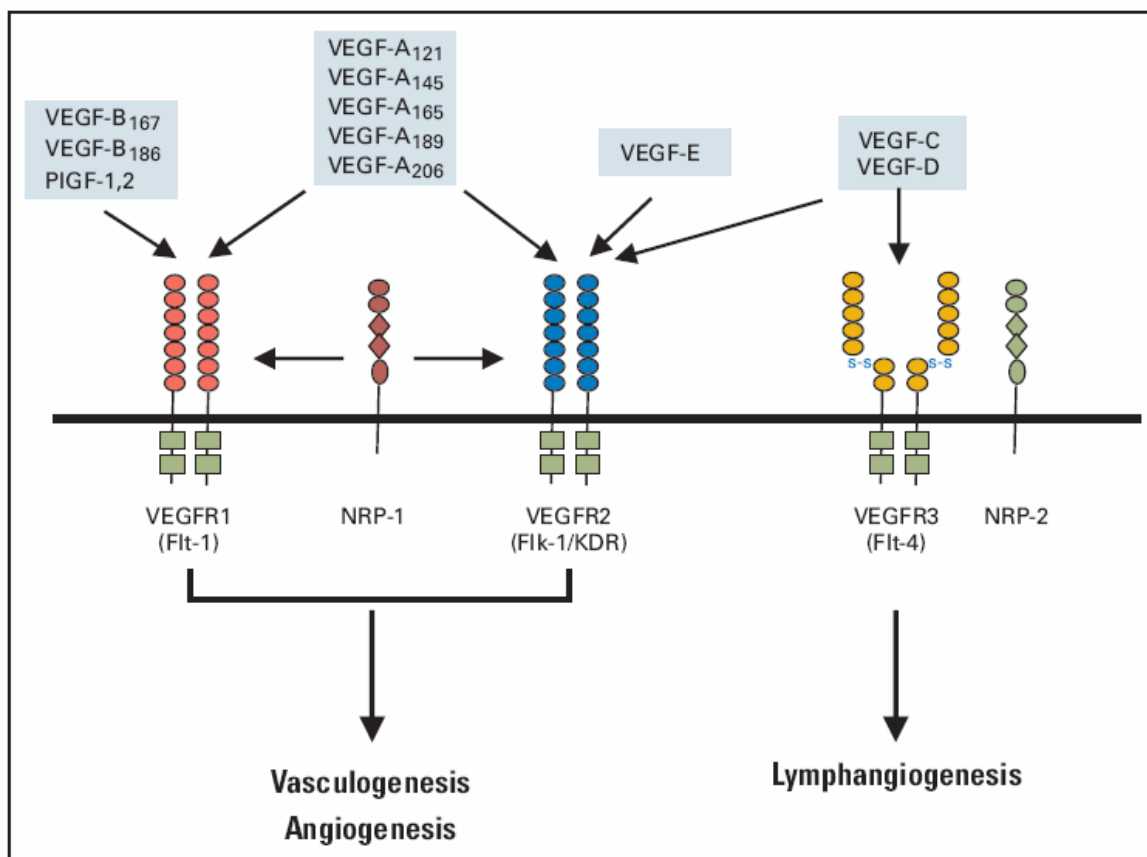 VEGF-B167
VEGF-B186
PIGF-1,2
VEGF-A121
VEGF-A145
VEGF-A165
VEGF-A189
VEGF-A206
VEGF-E
VEGF-C
VEGF-D
S-S
S-S
VEGFR1
(Flt-1)
NRP-1
VEGFR2
(Flk-1/KDR)
VEGFR3
(Flt-4)
NRP-2
Vasculogenesis
Angiogenesis
Lymphangiogenesis